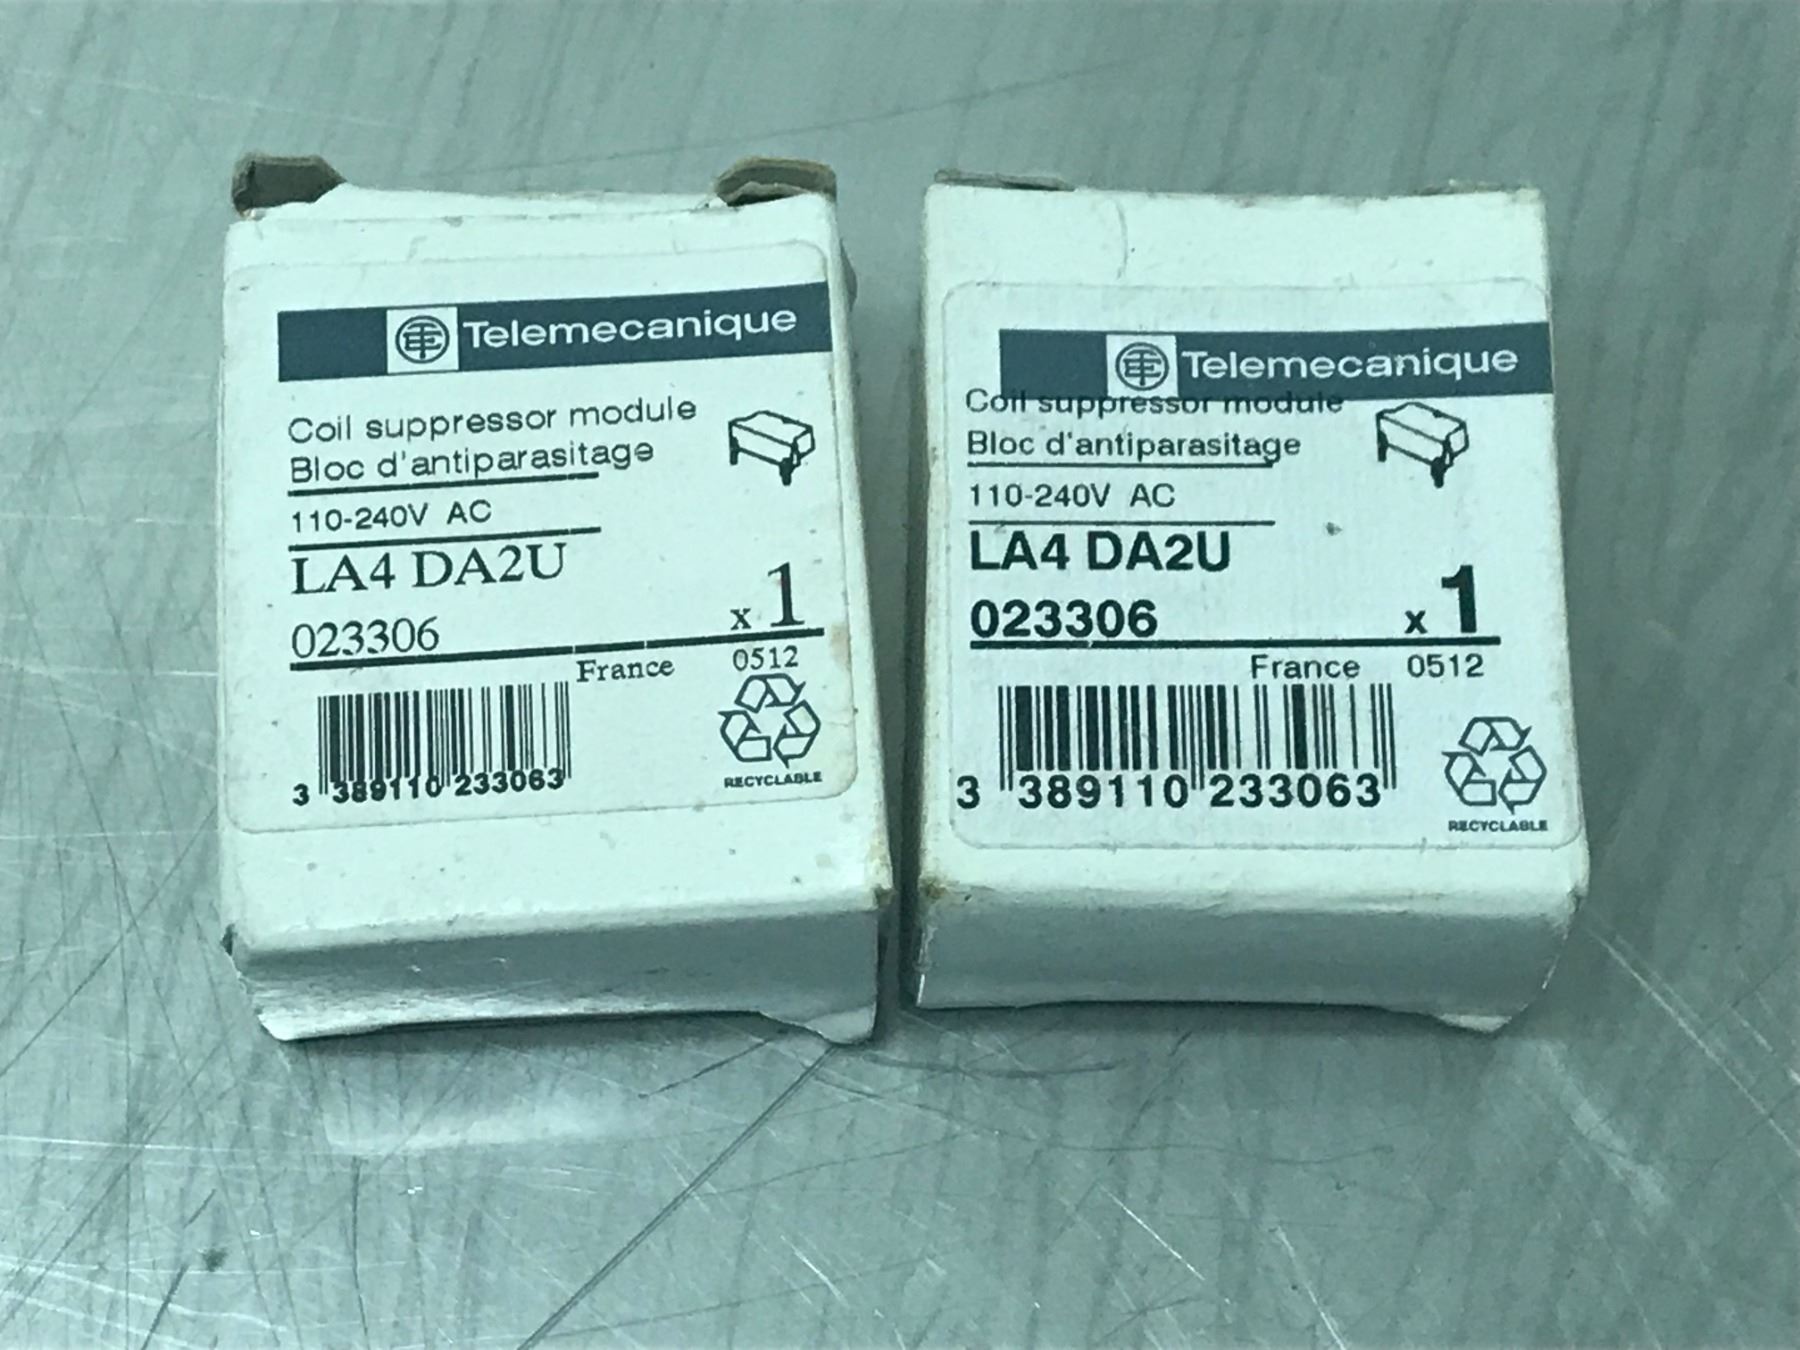 Telemecanique
Coil suppressor module
Bloc d'antiparasitage
110-240V AC
LA4 DA2U
023306 x 1
France 0512
3 389110 233063
RECYCLABLE
Telemecanique
Coil suppressor module
Bloc d'antiparasitage
110-240V AC
LA4 DA2U
023306 x 1
France 0512
3 389110 233063
RECYCLABLE